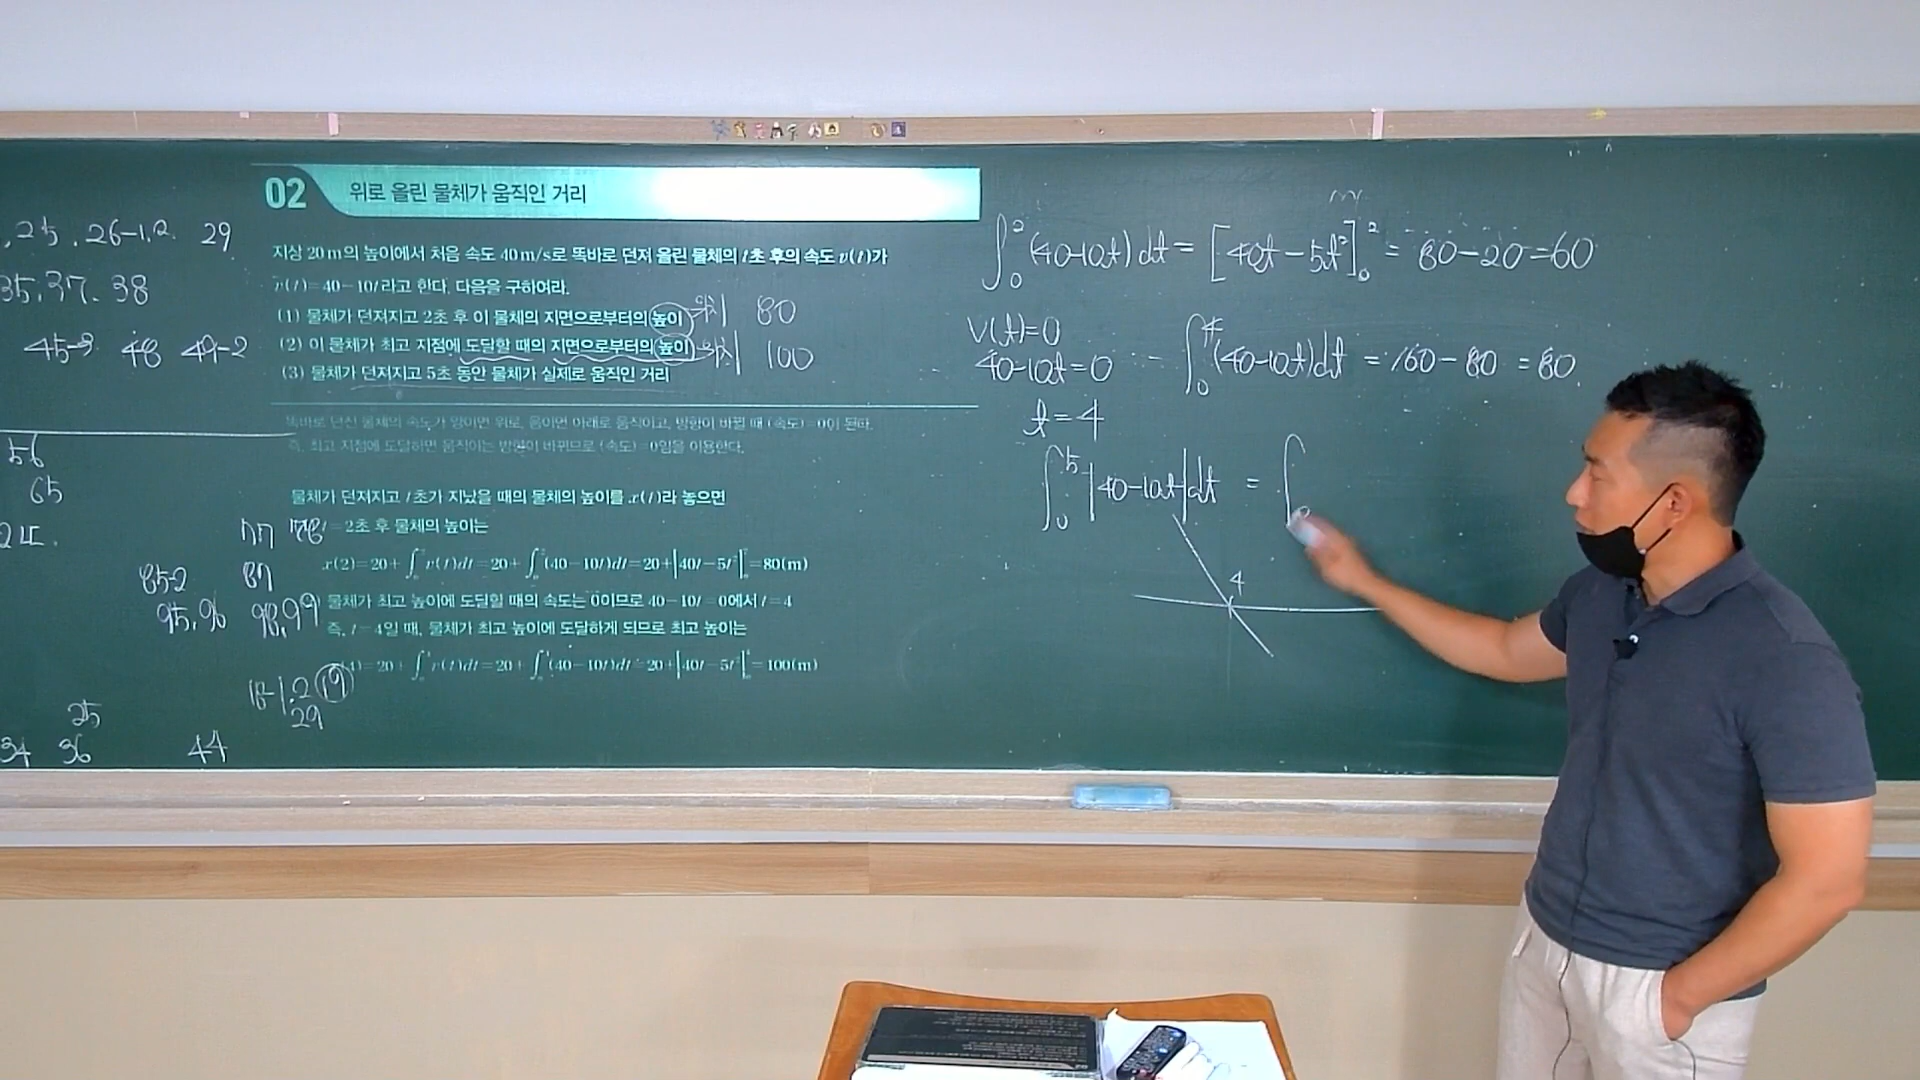 02 위로 올린 물체가 움직인 거리
지상 20m의 높이에서 처음 속도 40m/s로 똑바로 던져 올린 물체의 t초 후의 속도 v(t)가
v(t)=40-10t라고 한다. 다음을 구하여라.
(1) 물체가 던져지고 2초 후 이 물체의 지면으로부터의 높이 위치 80
(2) 이 물체가 최고 지점에 도달할 때의 지면으로부터의 높이 위치 100
(3) 물체가 던져지고 5초 동안 물체가 실제로 움직인 거리
똑바로 던진 물체의 속도가 양이면 위로, 음이면 아래로 움직이고, 방향이 바뀔 때 (속도)=0이 된다.
즉, 최고 지점에 도달하면 움직이는 방향이 바뀌므로 (속도)=0임을 이용한다.
물체가 던져지고 t초가 지났을 때의 물체의 높이를 x(t)라 놓으면
t=2초 후 물체의 높이는
x(2)=20+∫v(t)dt=20+∫(40-10t)dt=20+[40t-5t²]=80(m)
물체가 최고 높이에 도달할 때의 속도는 0이므로 40-10t=0에서 t=4
즉, t=4일 때, 물체가 최고 높이에 도달하게 되므로 최고 높이는
=20+∫v(t)dt=20+∫(40-10t)dt=20+[40t-5t²]=100(m)
25, 26-1,2. 29
35, 37. 38
48 49-2
56
65
77
85-2 87
95, 96 98, 99
18-1,2 19
29
25
34 36 44
∫₀²(40-10t)dt=[40t-5t²]₀²=80-20=60
V(t)=0
40-10t=0
∫₀⁴(40-10t)dt=160-80=80
t=4
∫₀⁵|40-10t|dt=∫₀
4